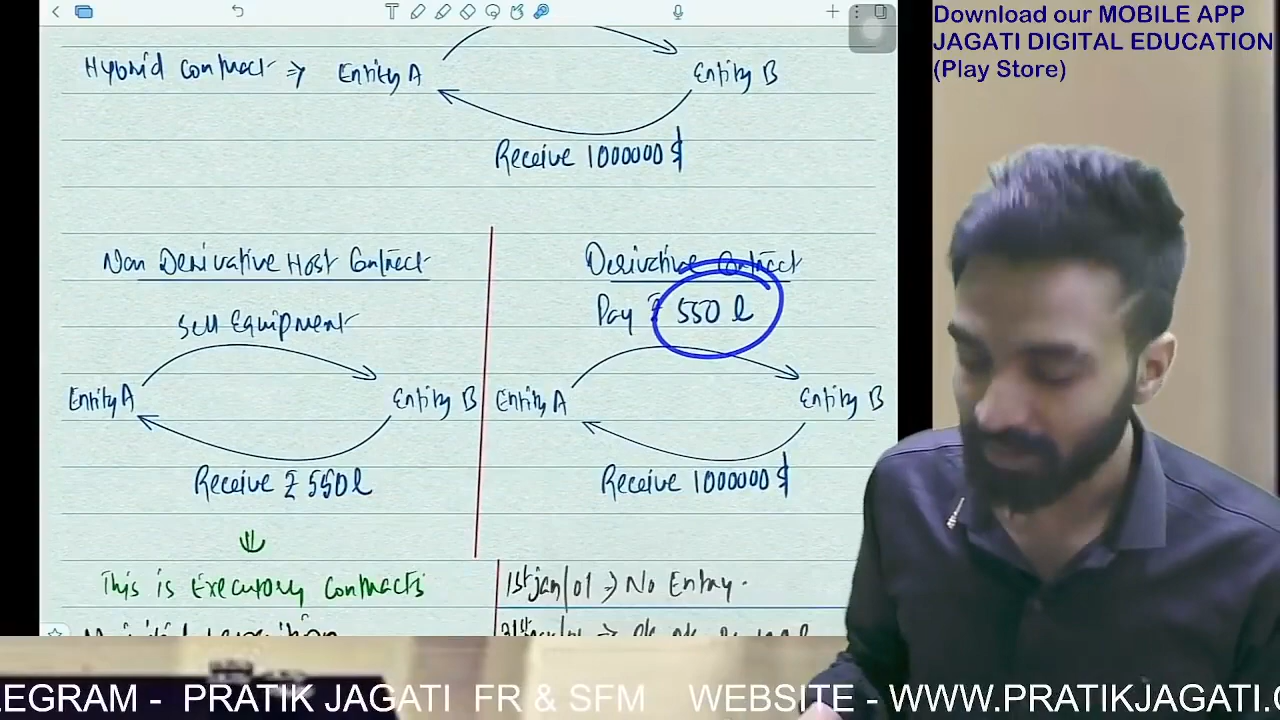 Download our MOBILE APP
JAGATI DIGITAL EDUCATION
(Play Store)
Hybrid Contract ⇒ Entity A Entity B
Receive 1000000 $
Non Derivative Host Contract
Sell Equipment
Entity A Entity B
Receive ₹ 550 l
This is Executory Contracts
Derivative Contract
Pay ₹ 550 l
Entity A Entity B
Receive 1000000 $
1st jan/01 ⇒ No Entry.
LEGRAM - PRATIK JAGATI FR & SFM WEBSITE - WWW.PRATIKJAGATI.C